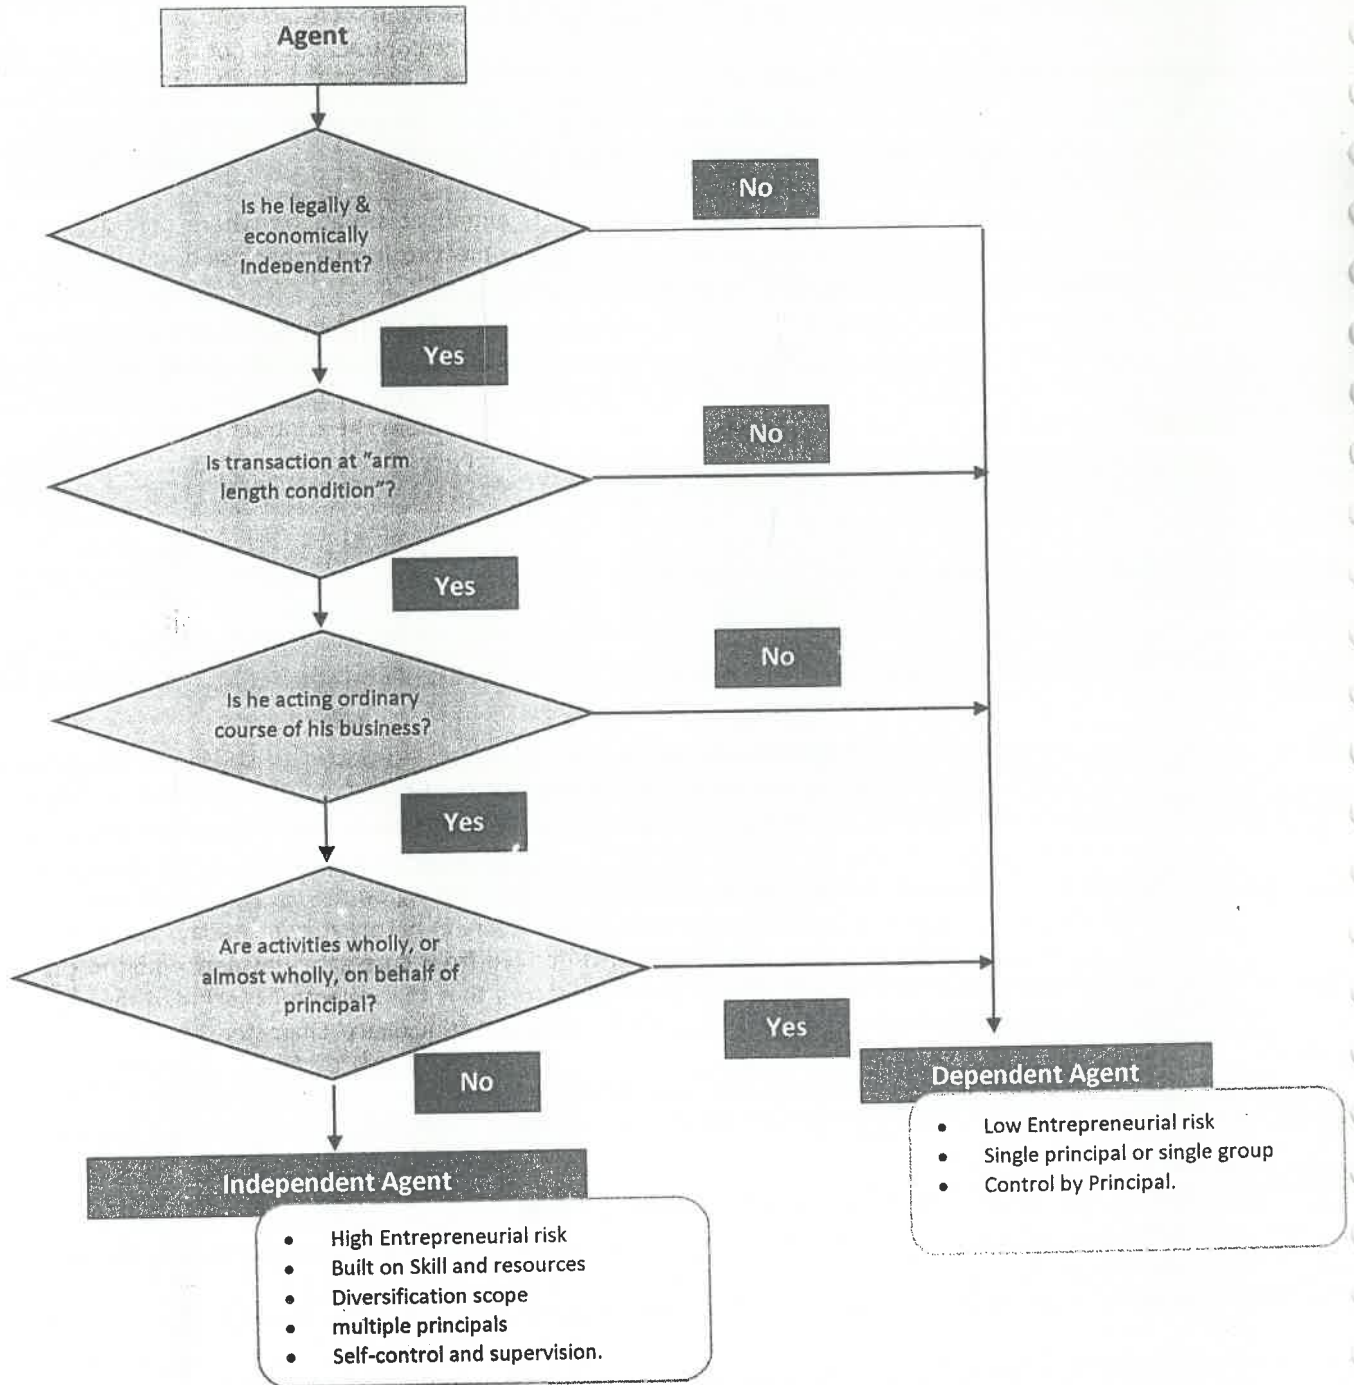 Agent
Is he legally &
economically
Independent?
No
Yes
Is transaction at "arm
length condition"?
No
Yes
Is he acting ordinary
course of his business?
No
Yes
Are activities wholly, or
almost wholly, on behalf of
principal?
Yes
No
Dependent Agent
• Low Entrepreneurial risk
• Single principal or single group
• Control by Principal.
Independent Agent
• High Entrepreneurial risk
• Built on Skill and resources
• Diversification scope
• multiple principals
• Self-control and supervision.